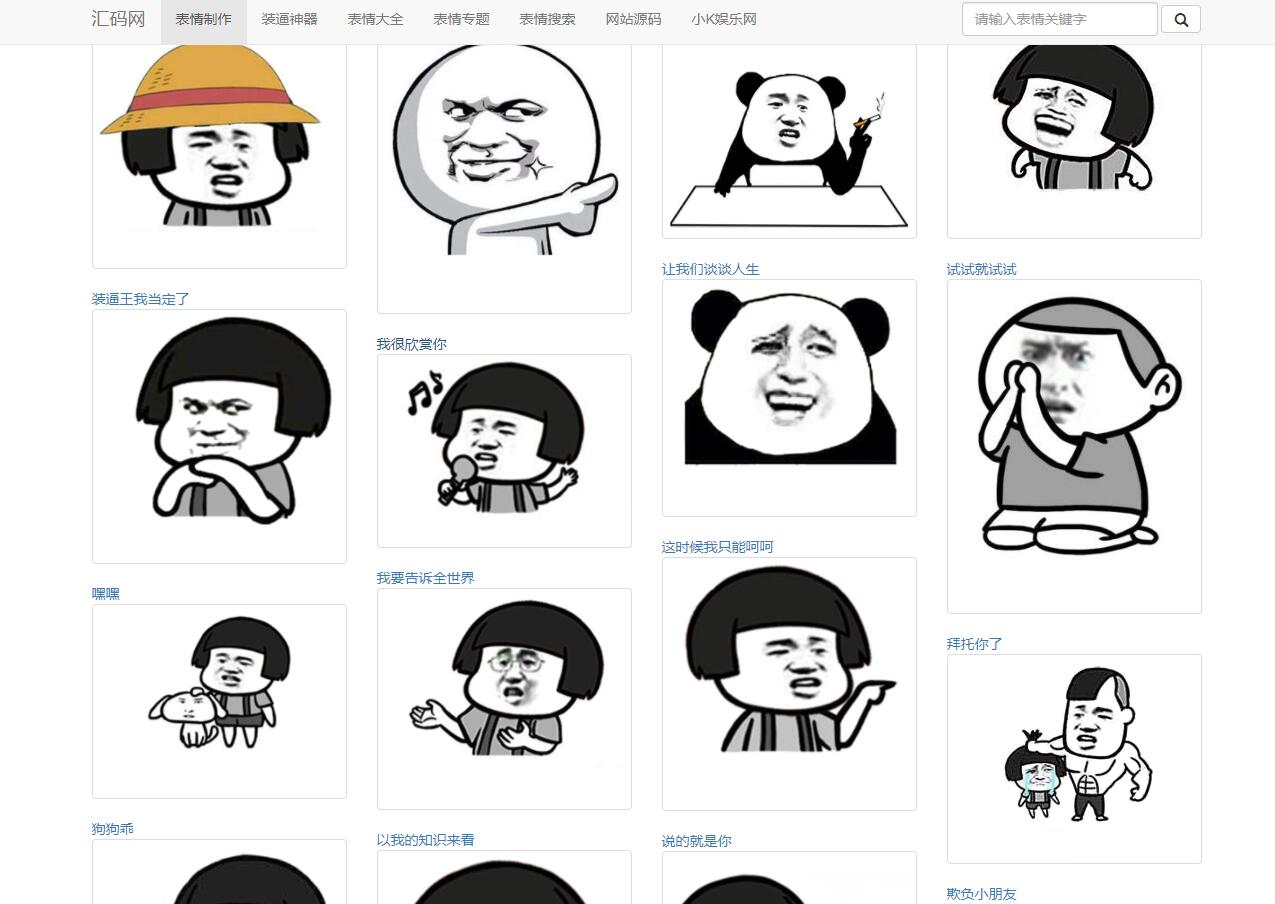 汇码网
表情制作
装逼神器
表情大全
表情专题
表情搜索
网站源码
小K娱乐网
请输入表情关键字
让我们谈谈人生
试试就试试
装逼王我当定了
我很欣赏你
这时候我只能呵呵
我要告诉全世界
嘿嘿
拜托你了
狗狗乖
以我的知识来看
说的就是你
欺负小朋友